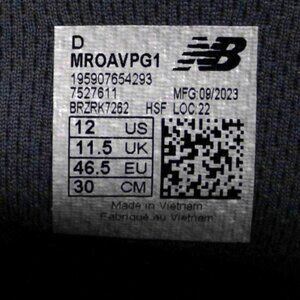 D
MROAVPG1
195907654293
7527611 MFG:09/2023
BRZRK7262 HSF LOC:22
12 US
11.5 UK
46.5 EU
30 CM
Made in Vietnam
Fabriqué au Vietnam